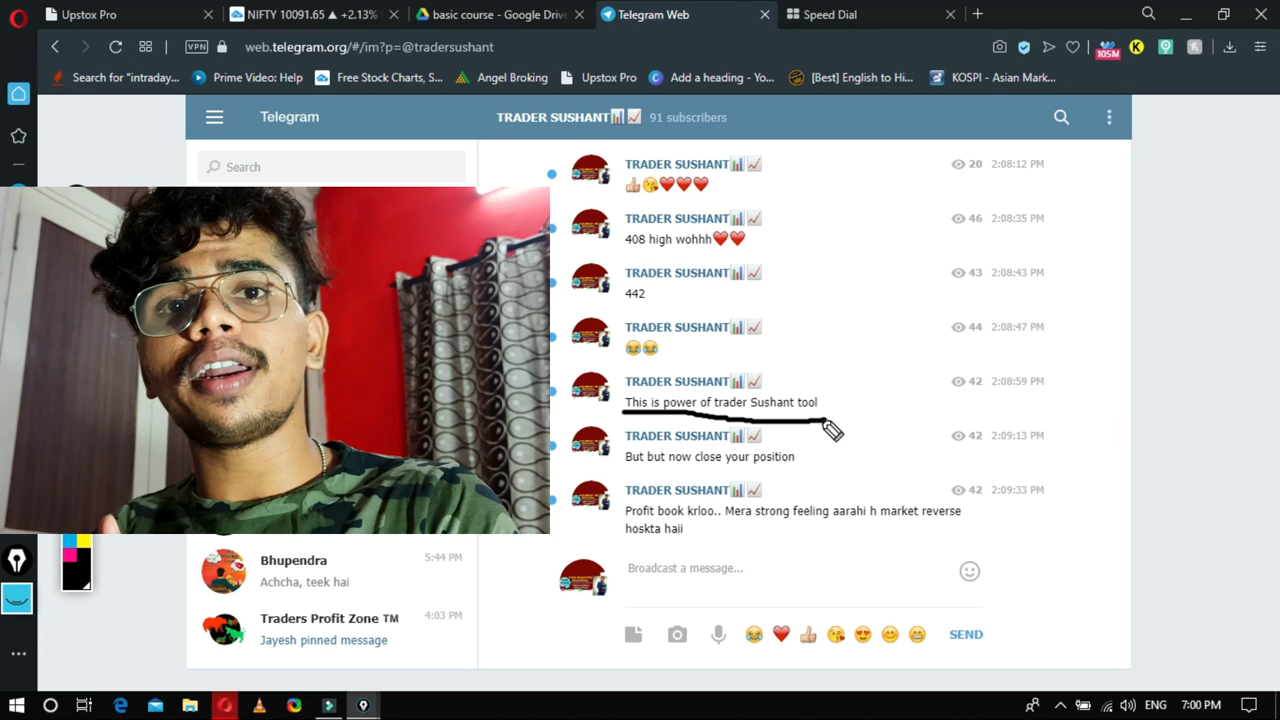 Upstox Pro
NIFTY 10091.65 ▲ +2.13%
basic course - Google Drive
Telegram Web
Speed Dial
VPN
web.telegram.org/#/im?p=@tradersushant
105M
K
Search for "intraday...
Prime Video: Help
Free Stock Charts, S...
Angel Broking
Upstox Pro
Add a heading - Yo...
[Best] English to Hi...
KOSPI - Asian Mark...
Telegram
TRADER SUSHANT📊📈 91 subscribers
Search
TRADER SUSHANT📊📈 20 2:08:12 PM
👍😘❤️❤️❤️
TRADER SUSHANT📊📈 46 2:08:35 PM
408 high wohhh❤️❤️
TRADER SUSHANT📊📈 43 2:08:43 PM
442
TRADER SUSHANT📊📈 44 2:08:47 PM
😂😂
TRADER SUSHANT📊📈 42 2:08:59 PM
This is power of trader Sushant tool
TRADER SUSHANT📊📈 42 2:09:13 PM
But but now close your position
TRADER SUSHANT📊📈 42 2:09:33 PM
Profit book krloo.. Mera strong feeling aarahi h market reverse
hoskta haii
Bhupendra 5:44 PM
Achcha, teek hai
Traders Profit Zone ™ 4:03 PM
Jayesh pinned message
Broadcast a message...
😂❤️👍😘😍😊😁 SEND
ENG 7:00 PM